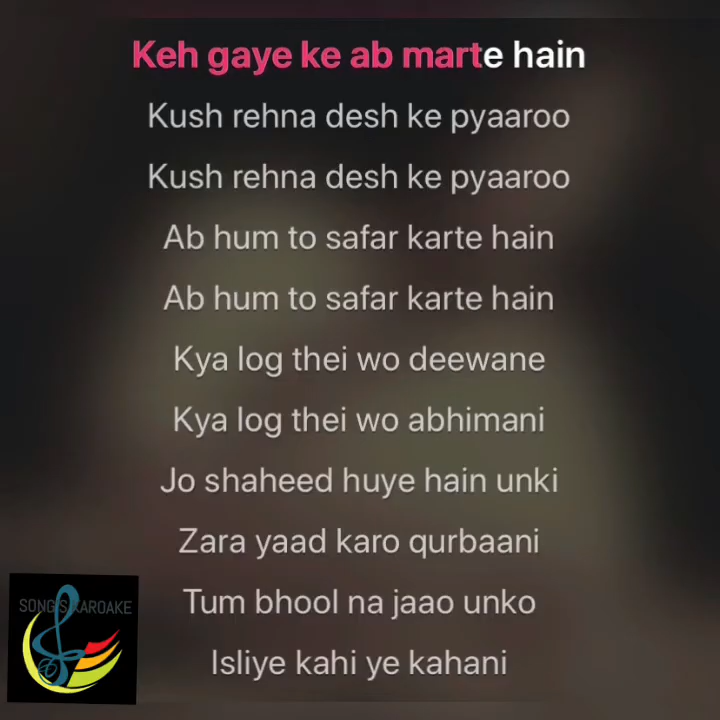 Keh gaye ke ab marte hain
Kush rehna desh ke pyaaroo
Kush rehna desh ke pyaaroo
Ab hum to safar karte hain
Ab hum to safar karte hain
Kya log thei wo deewane
Kya log thei wo abhimani
Jo shaheed huye hain unki
Zara yaad karo qurbaani
Tum bhool na jaao unko
Isliye kahi ye kahani
SONG'S KAROAKE